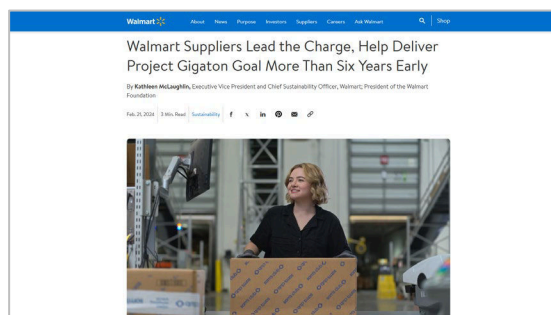 Walmart
About News Purpose Investors Suppliers Careers Ask Walmart Shop
Walmart Suppliers Lead the Charge, Help Deliver
Project Gigaton Goal More Than Six Years Early
By Kathleen McLaughlin, Executive Vice President and Chief Sustainability Officer, Walmart; President of the Walmart
Foundation
Feb. 21, 2024 3 Min. Read Sustainability